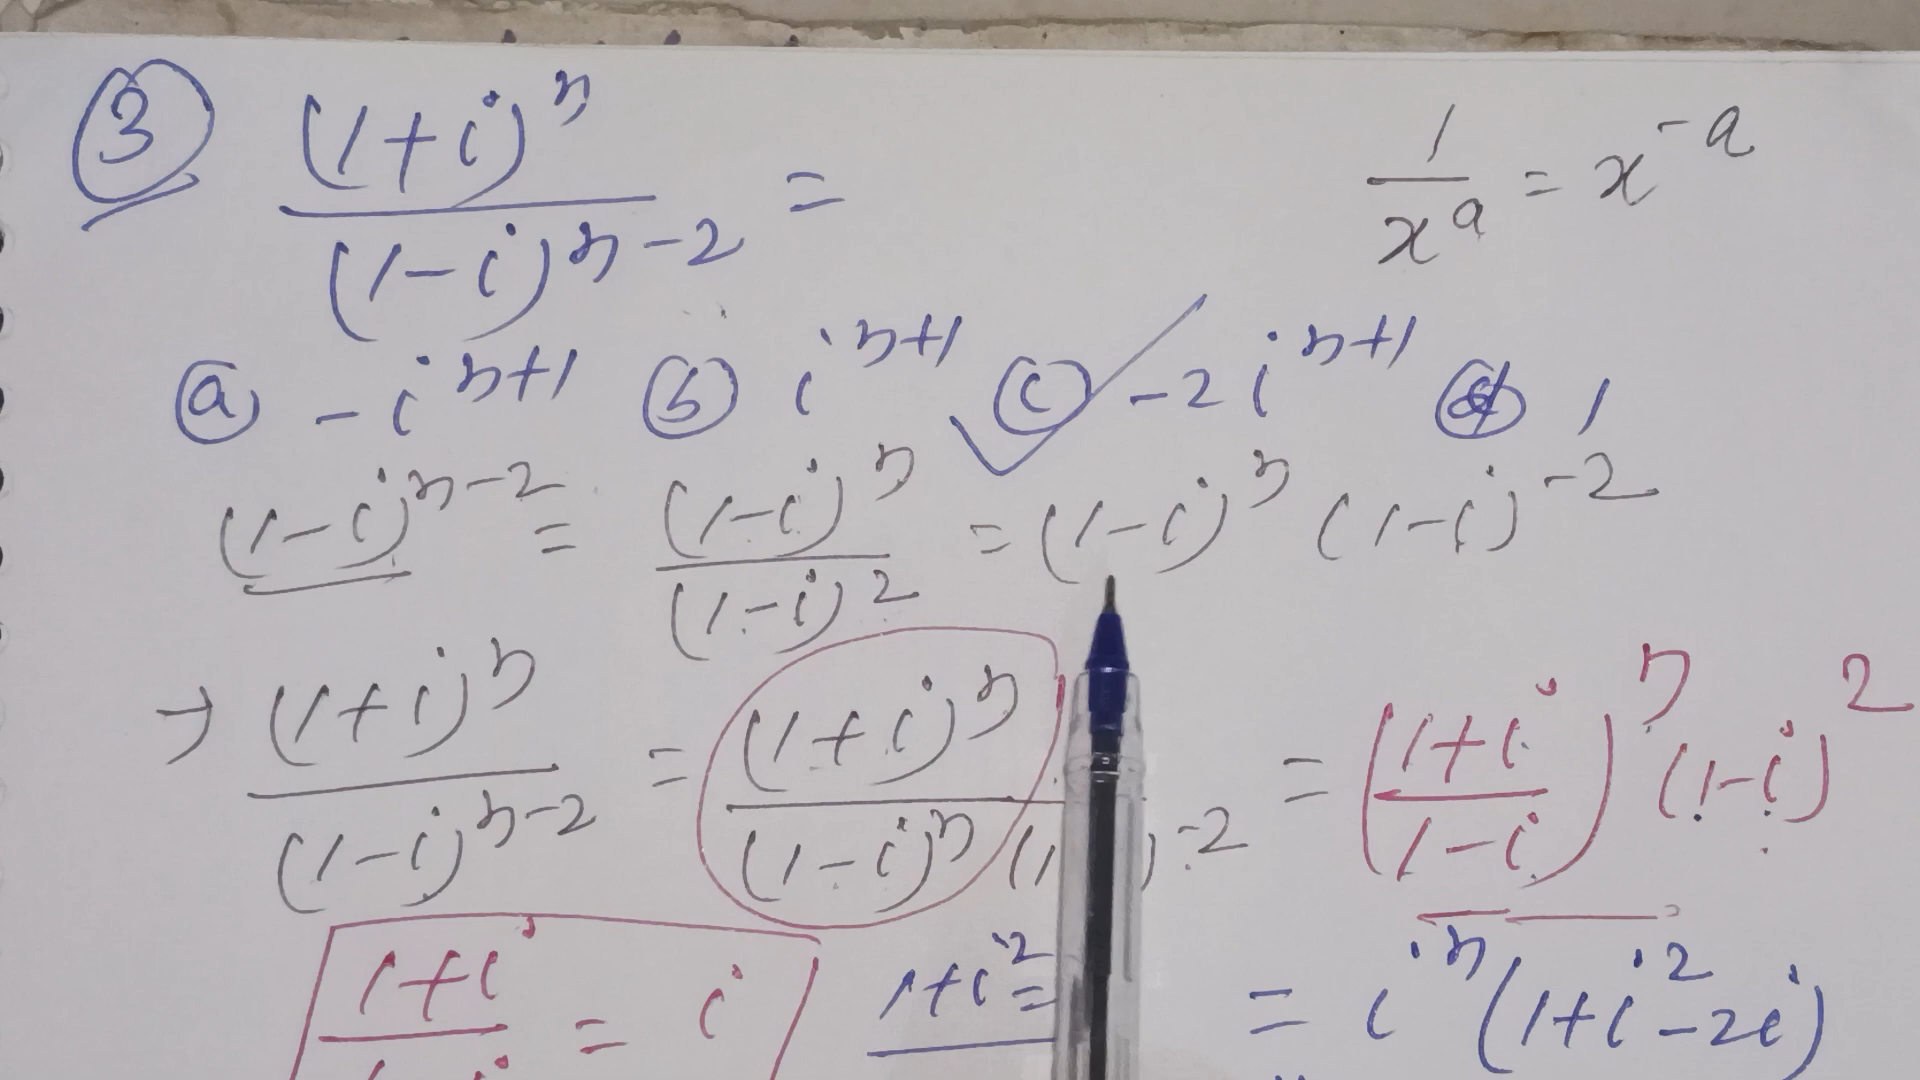 ③ (1+i)^n / (1-i)^(n-2) =
1/x^a = x^-a
ⓐ -i^(n+1) ⓑ i^(n+1) ⓒ -2i^(n+1) ⓓ 1
(1-i)^(n-2) = (1-i)^n / (1-i)^2 = (1-i)^n (1-i)^-2
→ (1+i)^n / (1-i)^(n-2) = (1+i)^n / (1-i)^n (1 )^-2 = ((1+i)/(1-i))^n (1-i)^2
1+i = i
1+i^2 =
= i^n (1+i^2-2i)